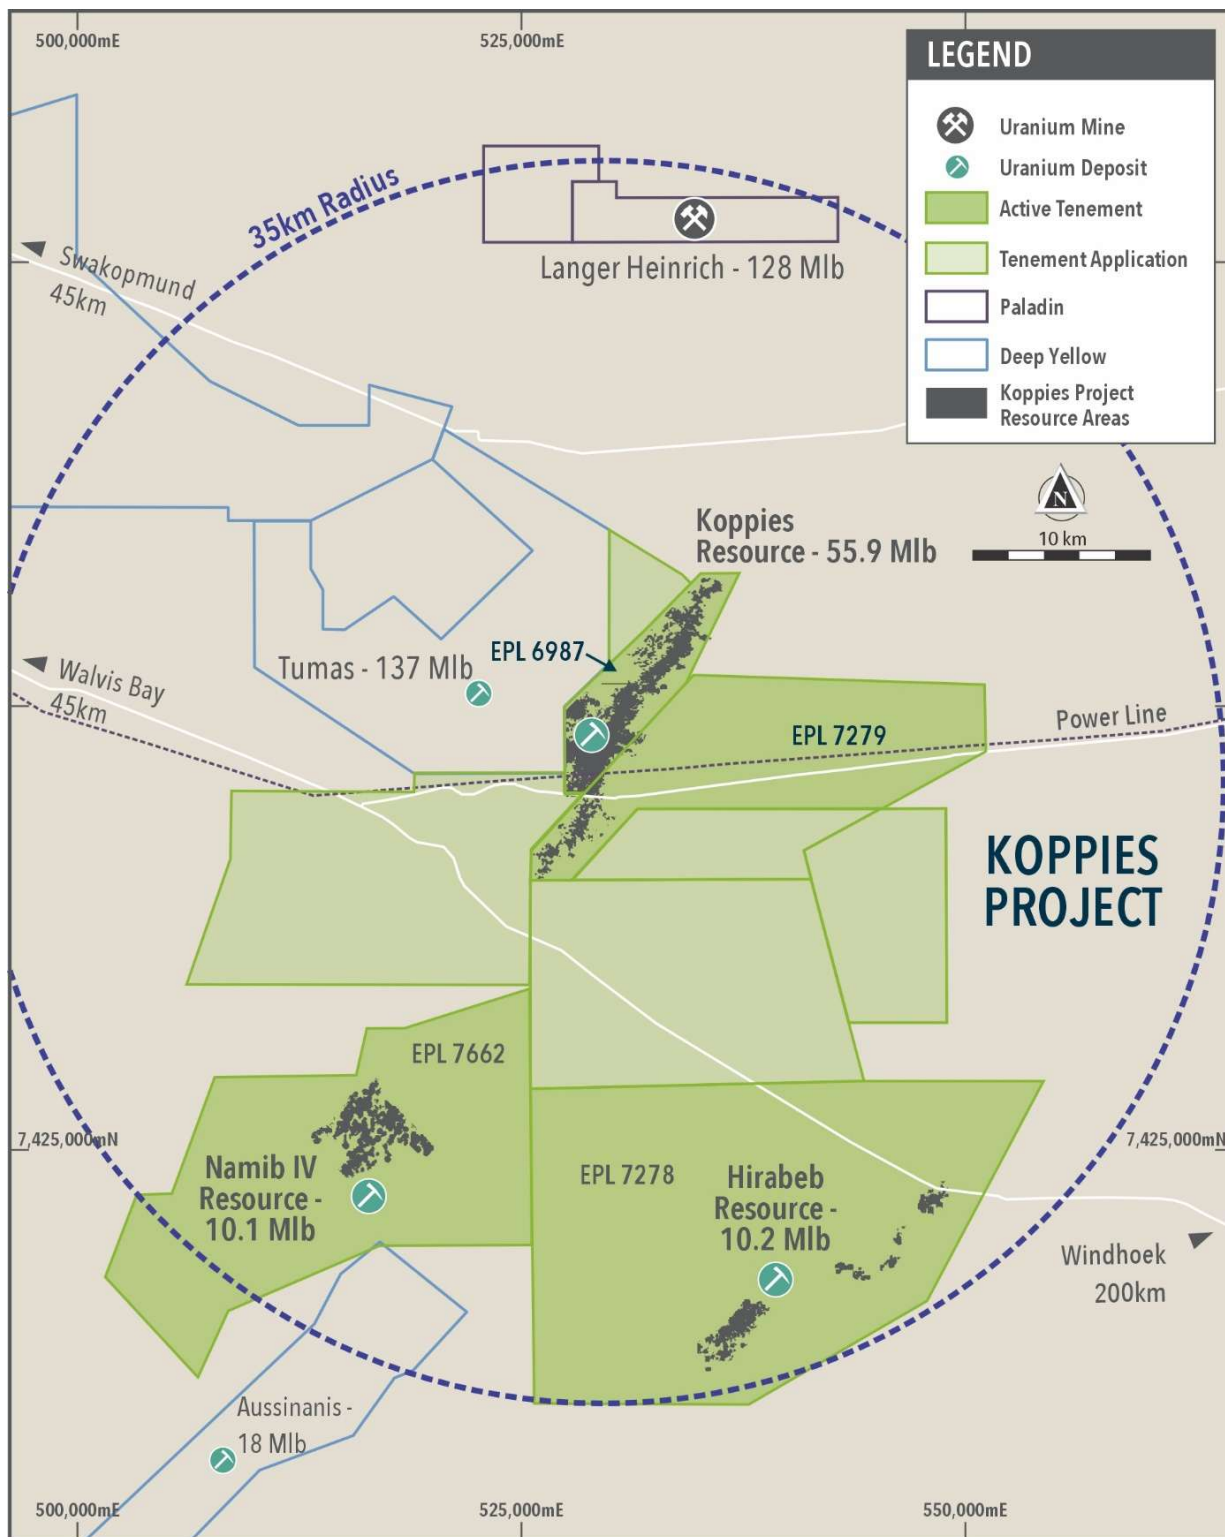 500,000mE
525,000mE
LEGEND
Uranium Mine
Uranium Deposit
Active Tenement
Tenement Application
Paladin
Deep Yellow
Koppies Project
Resource Areas
35km Radius
Swakopmund
45km
Langer Heinrich - 128 Mlb
N
10 km
Koppies
Resource - 55.9 Mlb
EPL 6987
Tumas - 137 Mlb
Walvis Bay
45km
Power Line
EPL 7279
KOPPIES
PROJECT
EPL 7662
7,425,000mN
7,425,000mN
Namib IV
Resource -
10.1 Mlb
EPL 7278
Hirabeb
Resource -
10.2 Mlb
Windhoek
200km
Aussinanis -
18 Mlb
500,000mE
525,000mE
550,000mE